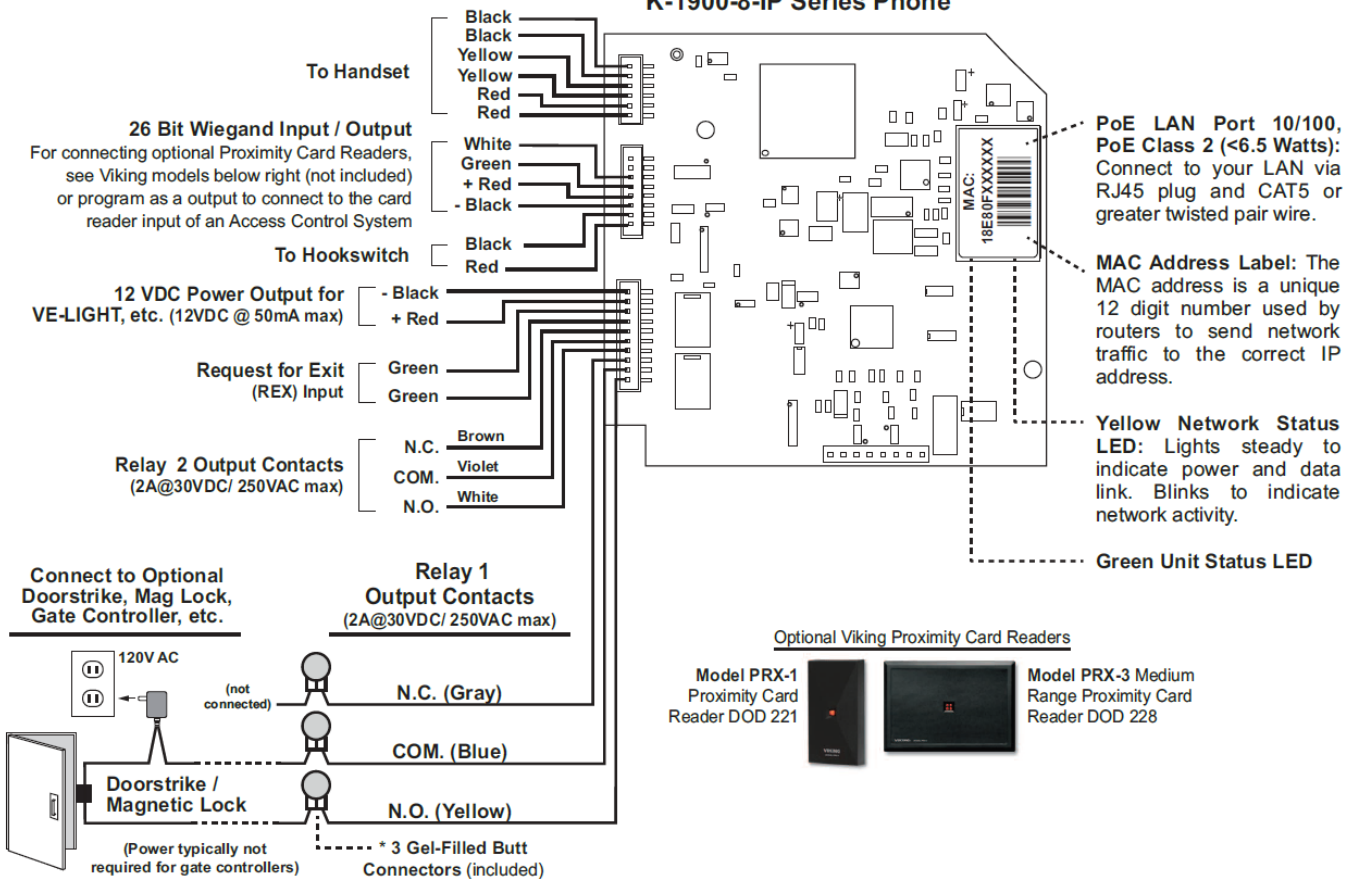 K-1900-8-IP Series Phone
To Handset
Black
Black
Yellow
Yellow
Red
Red
26 Bit Wiegand Input / Output
For connecting optional Proximity Card Readers,
see Viking models below right (not included)
or program as a output to connect to the card
reader input of an Access Control System
White
Green
+ Red
- Black
To Hookswitch
Black
Red
12 VDC Power Output for
VE-LIGHT, etc. (12VDC @ 50mA max)
- Black
+ Red
Request for Exit
(REX) Input
Green
Green
Relay 2 Output Contacts
(2A@30VDC/ 250VAC max)
N.C. Brown
COM. Violet
N.O. White
MAC:
18E80FXXXXXX
PoE LAN Port 10/100,
PoE Class 2 (<6.5 Watts):
Connect to your LAN via
RJ45 plug and CAT5 or
greater twisted pair wire.
MAC Address Label: The
MAC address is a unique
12 digit number used by
routers to send network
traffic to the correct IP
address.
Yellow Network Status
LED: Lights steady to
indicate power and data
link. Blinks to indicate
network activity.
Green Unit Status LED
Connect to Optional
Doorstrike, Mag Lock,
Gate Controller, etc.
Relay 1
Output Contacts
(2A@30VDC/ 250VAC max)
120V AC
(not
connected)
N.C. (Gray)
COM. (Blue)
N.O. (Yellow)
Doorstrike /
Magnetic Lock
(Power typically not
required for gate controllers)
* 3 Gel-Filled Butt
Connectors (included)
Optional Viking Proximity Card Readers
Model PRX-1
Proximity Card
Reader DOD 221
VIKING
Model PRX-3 Medium
Range Proximity Card
Reader DOD 228